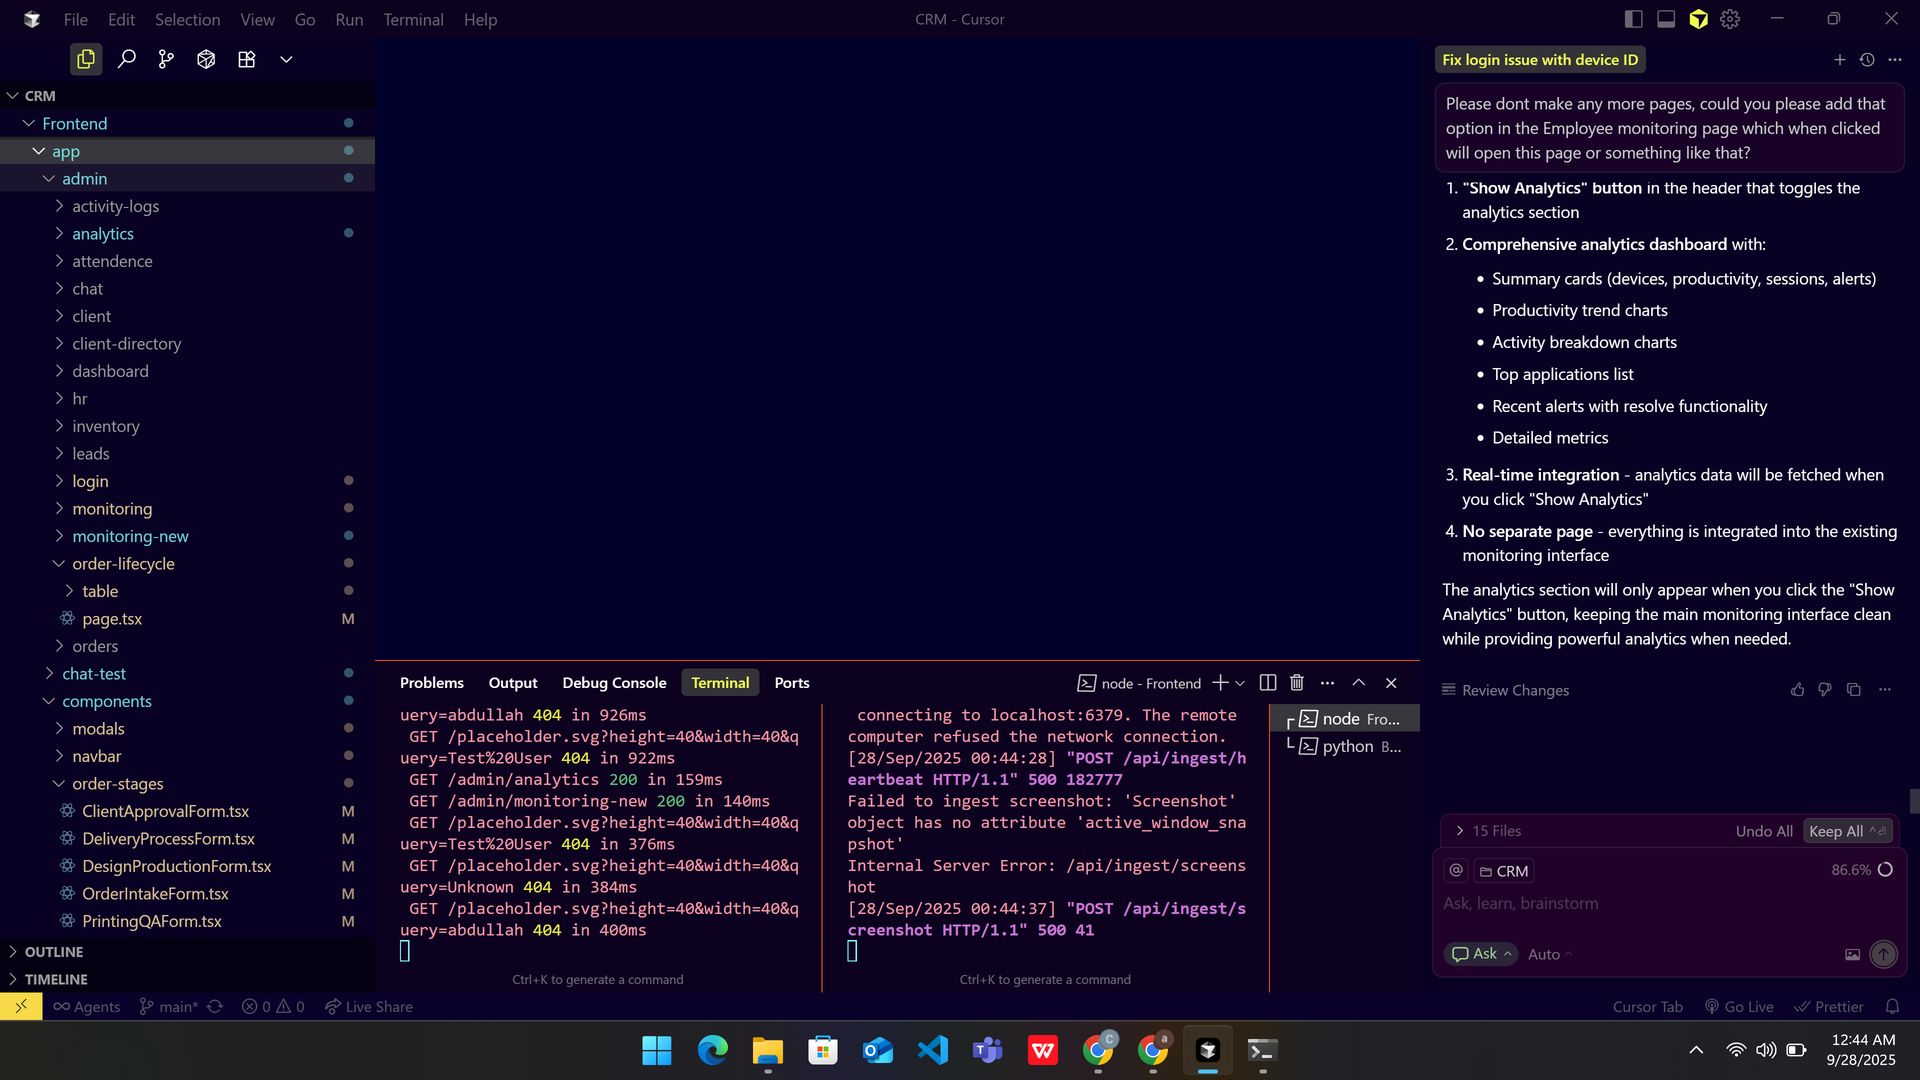 File Edit Selection View Go Run Terminal Help
CRM - Cursor
CRM
Frontend
app
admin
activity-logs
analytics
attendence
chat
client
client-directory
dashboard
hr
inventory
leads
login
monitoring
monitoring-new
order-lifecycle
table
page.tsx M
orders
chat-test
components
modals
navbar
order-stages
ClientApprovalForm.tsx M
DeliveryProcessForm.tsx M
DesignProductionForm.tsx M
OrderIntakeForm.tsx M
PrintingQAForm.tsx M
OUTLINE
TIMELINE
Problems Output Debug Console Terminal Ports
node - Frontend
uery=abdullah 404 in 926ms
GET /placeholder.svg?height=40&width=40&q
uery=Test%20User 404 in 922ms
GET /admin/analytics 200 in 159ms
GET /admin/monitoring-new 200 in 140ms
GET /placeholder.svg?height=40&width=40&q
uery=Test%20User 404 in 376ms
GET /placeholder.svg?height=40&width=40&q
uery=Unknown 404 in 384ms
GET /placeholder.svg?height=40&width=40&q
uery=abdullah 404 in 400ms
Ctrl+K to generate a command
connecting to localhost:6379. The remote
computer refused the network connection.
[28/Sep/2025 00:44:28] "POST /api/ingest/h
eartbeat HTTP/1.1" 500 182777
Failed to ingest screenshot: 'Screenshot'
object has no attribute 'active_window_sna
pshot'
Internal Server Error: /api/ingest/screens
hot
[28/Sep/2025 00:44:37] "POST /api/ingest/s
creenshot HTTP/1.1" 500 41
Ctrl+K to generate a command
node Fro...
python B...
Fix login issue with device ID
Please dont make any more pages, could you please add that
option in the Employee monitoring page which when clicked
will open this page or something like that?
1. "Show Analytics" button in the header that toggles the
analytics section
2. Comprehensive analytics dashboard with:
• Summary cards (devices, productivity, sessions, alerts)
• Productivity trend charts
• Activity breakdown charts
• Top applications list
• Recent alerts with resolve functionality
• Detailed metrics
3. Real-time integration - analytics data will be fetched when
you click "Show Analytics"
4. No separate page - everything is integrated into the existing
monitoring interface
The analytics section will only appear when you click the "Show
Analytics" button, keeping the main monitoring interface clean
while providing powerful analytics when needed.
Review Changes
15 Files Undo All Keep All
@ CRM 86.6%
Ask, learn, brainstorm
Ask Auto
Agents main* 0 0 Live Share
Cursor Tab Go Live Prettier
12:44 AM
9/28/2025